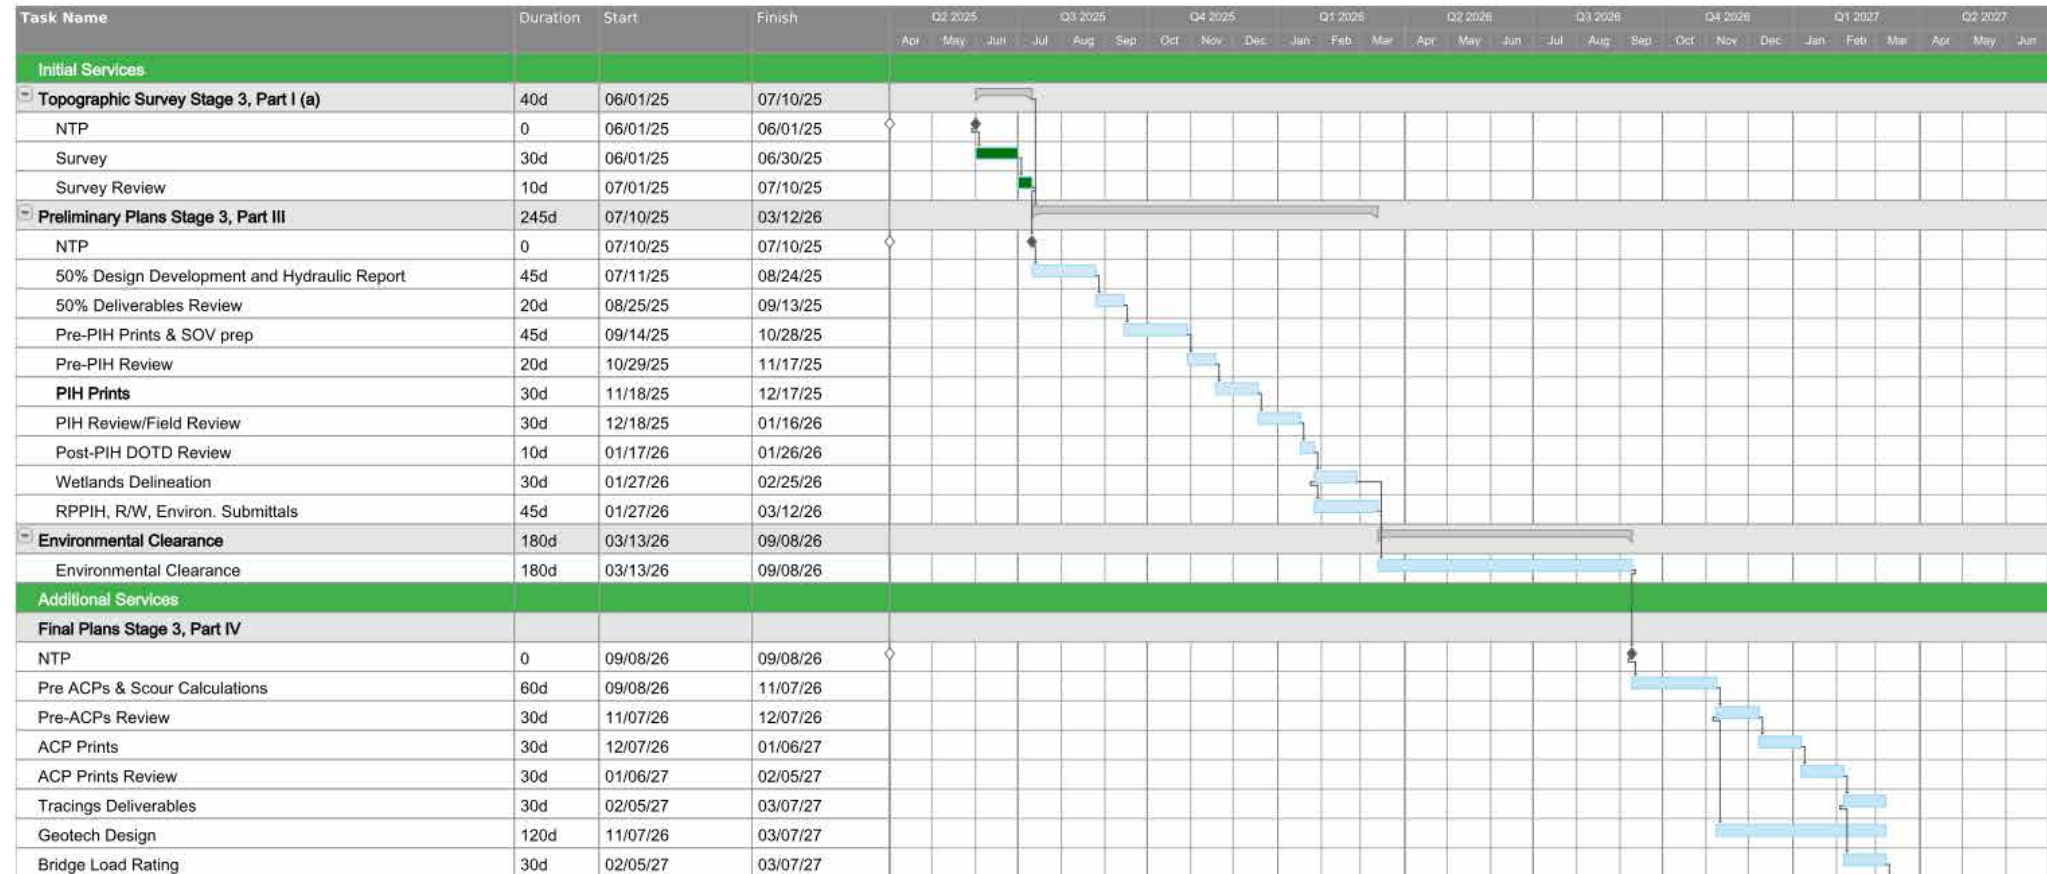 Task Name Duration Start Finish Q2 2025 Q3 2025 Q4 2025 Q1 2026 Q2 2026 Q3 2026 Q4 2026 Q1 2027 Q2 2027
Apr May Jun Jul Aug Sep Oct Nov Dec Jan Feb Mar Apr May Jun Jul Aug Sep Oct Nov Dec Jan Feb Mar Apr May Jun
Initial Services
Topographic Survey Stage 3, Part I (a) 40d 06/01/25 07/10/25
NTP 0 06/01/25 06/01/25
Survey 30d 06/01/25 06/30/25
Survey Review 10d 07/01/25 07/10/25
Preliminary Plans Stage 3, Part III 245d 07/10/25 03/12/26
NTP 0 07/10/25 07/10/25
50% Design Development and Hydraulic Report 45d 07/11/25 08/24/25
50% Deliverables Review 20d 08/25/25 09/13/25
Pre-PIH Prints & SOV prep 45d 09/14/25 10/28/25
Pre-PIH Review 20d 10/29/25 11/17/25
PIH Prints 30d 11/18/25 12/17/25
PIH Review/Field Review 30d 12/18/25 01/16/26
Post-PIH DOTD Review 10d 01/17/26 01/26/26
Wetlands Delineation 30d 01/27/26 02/25/26
RPPIH, R/W, Environ. Submittals 45d 01/27/26 03/12/26
Environmental Clearance 180d 03/13/26 09/08/26
Environmental Clearance 180d 03/13/26 09/08/26
Additional Services
Final Plans Stage 3, Part IV
NTP 0 09/08/26 09/08/26
Pre ACPs & Scour Calculations 60d 09/08/26 11/07/26
Pre-ACPs Review 30d 11/07/26 12/07/26
ACP Prints 30d 12/07/26 01/06/27
ACP Prints Review 30d 01/06/27 02/05/27
Tracings Deliverables 30d 02/05/27 03/07/27
Geotech Design 120d 11/07/26 03/07/27
Bridge Load Rating 30d 02/05/27 03/07/27